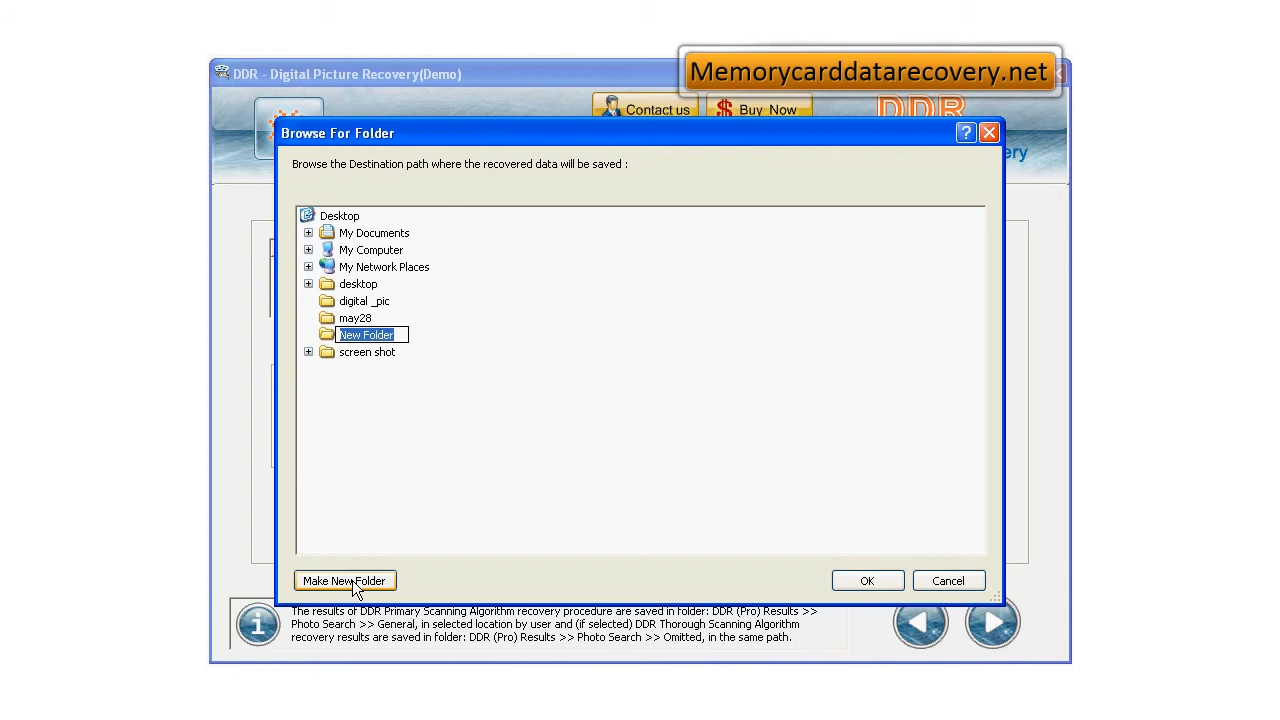 Memorycarddatarecovery.net
DDR - Digital Picture Recovery(Demo)
Contact us
Buy Now
DDR
ery
Browse For Folder
Browse the Destination path where the recovered data will be saved :
Desktop
My Documents
My Computer
My Network Places
desktop
digital _pic
may28
New Folder
screen shot
Make New Folder
OK
Cancel
The results of DDR Primary Scanning Algorithm recovery procedure are saved in folder: DDR (Pro) Results >>
Photo Search >> General, in selected location by user and (if selected) DDR Thorough Scanning Algorithm
recovery results are saved in folder: DDR (Pro) Results >> Photo Search >> Omitted, in the same path.